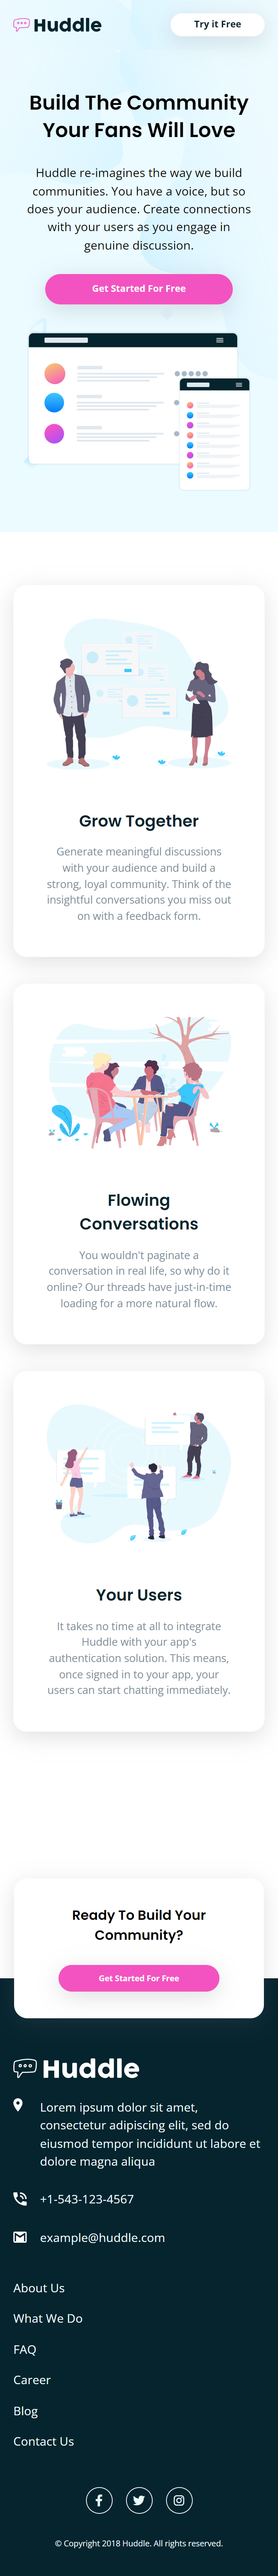 Huddle
Try it Free
Build The Community
Your Fans Will Love
Huddle re-imagines the way we build
communities. You have a voice, but so
does your audience. Create connections
with your users as you engage in
genuine discussion.
Get Started For Free
Grow Together
Generate meaningful discussions
with your audience and build a
strong, loyal community. Think of the
insightful conversations you miss out
on with a feedback form.
Flowing
Conversations
You wouldn't paginate a
conversation in real life, so why do it
online? Our threads have just-in-time
loading for a more natural flow.
Your Users
It takes no time at all to integrate
Huddle with your app's
authentication solution. This means,
once signed in to your app, your
users can start chatting immediately.
Ready To Build Your
Community?
Get Started For Free
Huddle
Lorem ipsum dolor sit amet,
consectetur adipiscing elit, sed do
eiusmod tempor incididunt ut labore et
dolore magna aliqua
+1-543-123-4567
example@huddle.com
About Us
What We Do
FAQ
Career
Blog
Contact Us
© Copyright 2018 Huddle. All rights reserved.